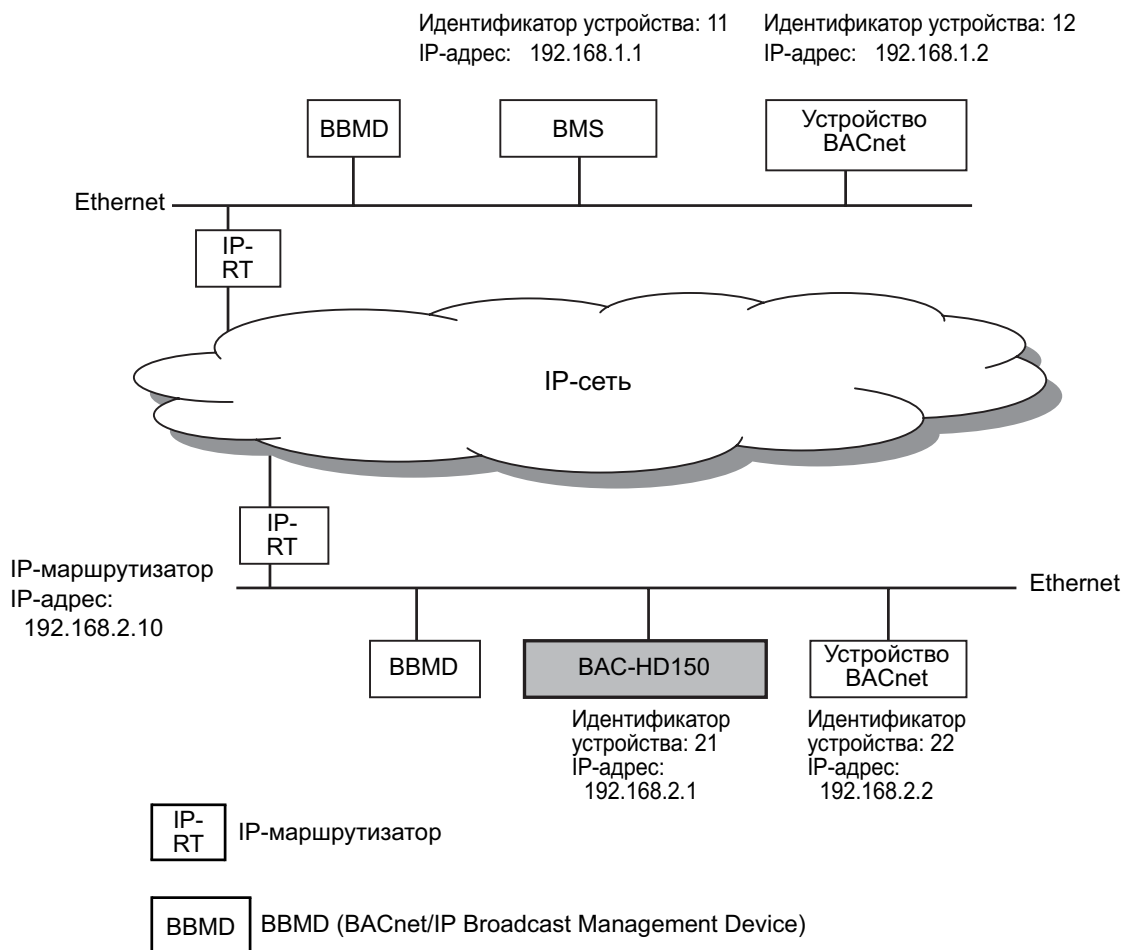 Идентификатор устройства: 11
IP-адрес: 192.168.1.1
Идентификатор устройства: 12
IP-адрес: 192.168.1.2
BBMD
BMS
Устройство
BACnet
Ethernet
IP-
RT
IP-сеть
IP-
RT
IP-маршрутизатор
IP-адрес:
192.168.2.10
Ethernet
BBMD
BAC-HD150
Устройство
BACnet
Идентификатор
устройства: 21
IP-адрес:
192.168.2.1
Идентификатор
устройства: 22
IP-адрес:
192.168.2.2
IP-
RT
IP-маршрутизатор
BBMD
BBMD (BACnet/IP Broadcast Management Device)